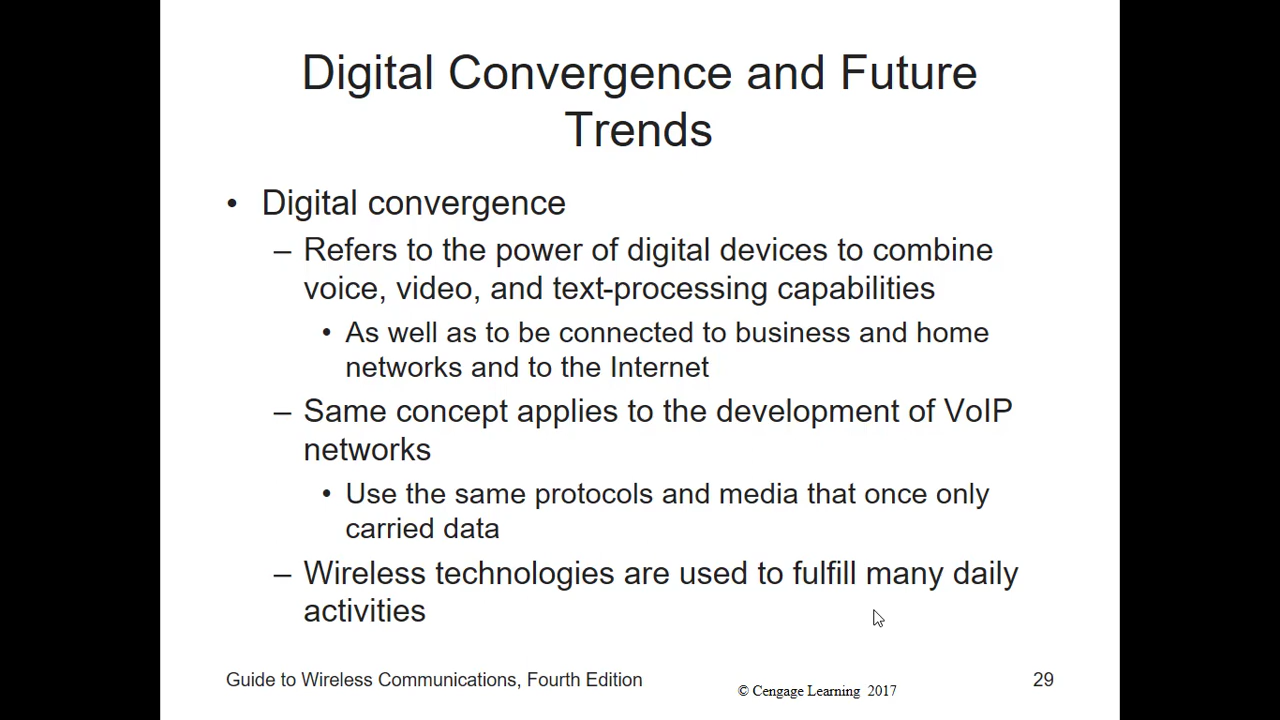 Digital Convergence and Future
Trends
• Digital convergence
– Refers to the power of digital devices to combine
voice, video, and text-processing capabilities
• As well as to be connected to business and home
networks and to the Internet
– Same concept applies to the development of VoIP
networks
• Use the same protocols and media that once only
carried data
– Wireless technologies are used to fulfill many daily
activities
Guide to Wireless Communications, Fourth Edition
© Cengage Learning 2017
29